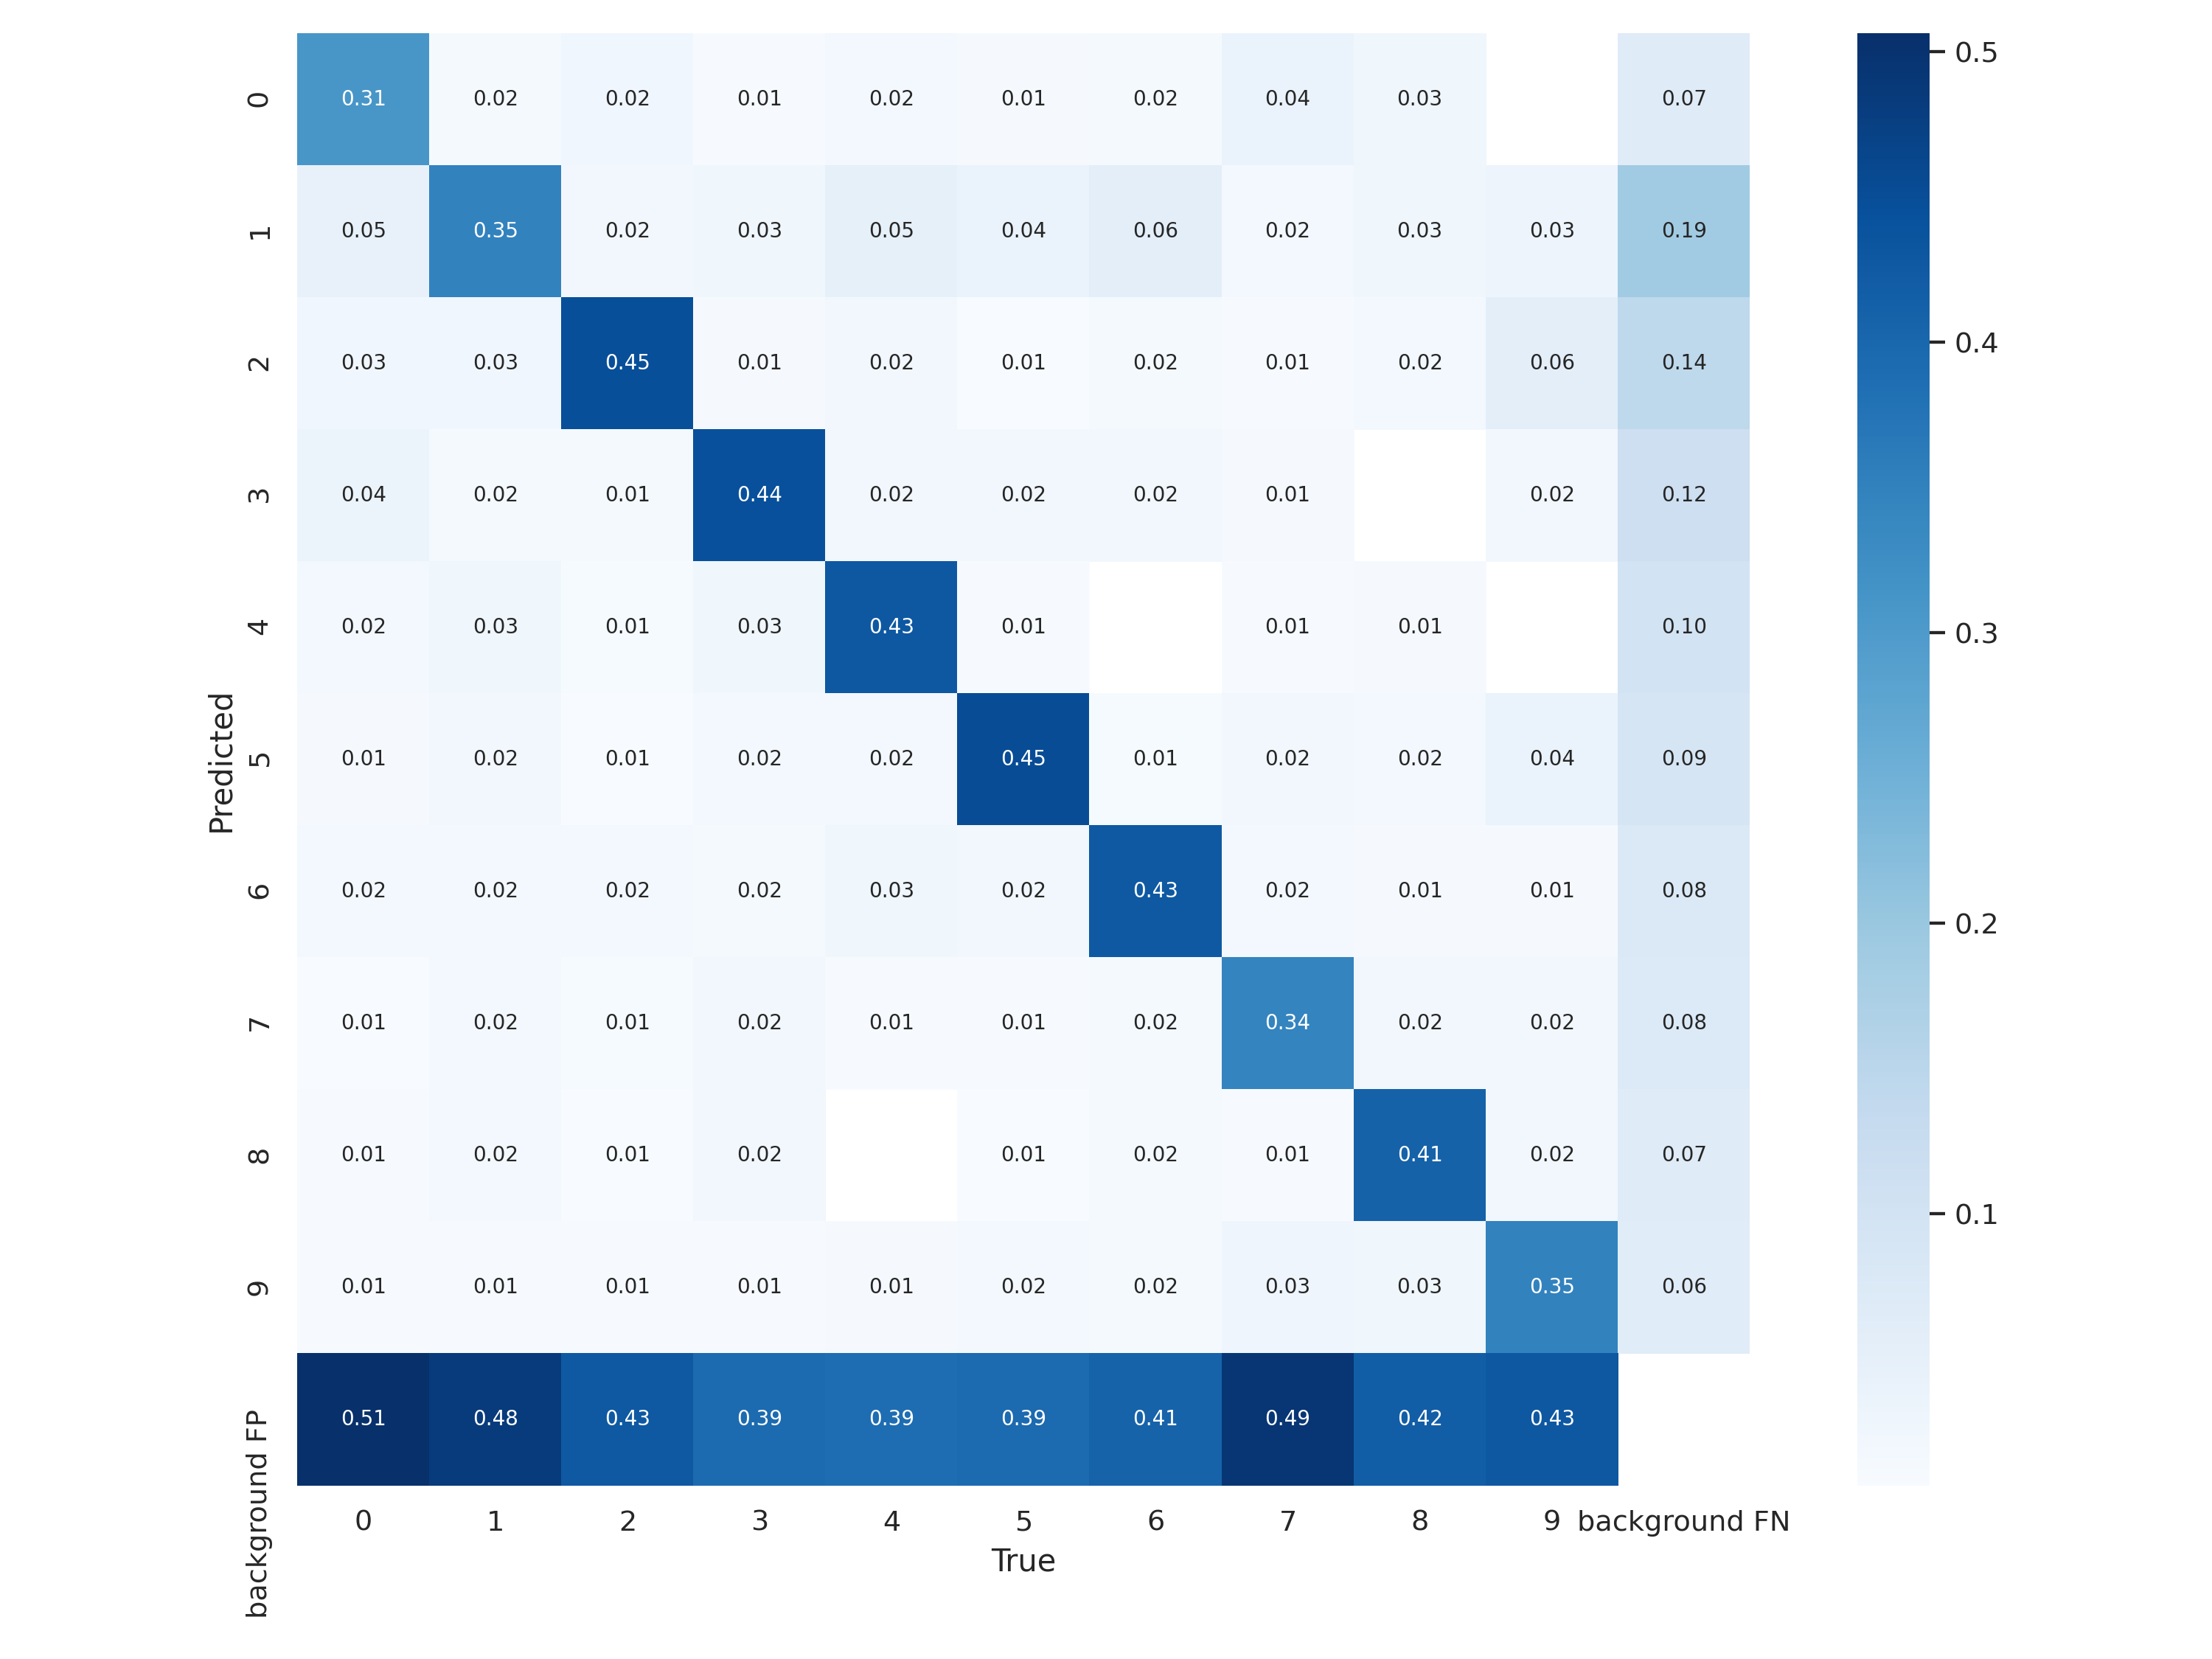 0 0.31 0.02 0.02 0.01 0.02 0.01 0.02 0.04 0.03 0.07
1 0.05 0.35 0.02 0.03 0.05 0.04 0.06 0.02 0.03 0.03 0.19
2 0.03 0.03 0.45 0.01 0.02 0.01 0.02 0.01 0.02 0.06 0.14
3 0.04 0.02 0.01 0.44 0.02 0.02 0.02 0.01 0.02 0.12
4 0.02 0.03 0.01 0.03 0.43 0.01 0.01 0.01 0.10
5 0.01 0.02 0.01 0.02 0.02 0.45 0.01 0.02 0.02 0.04 0.09
6 0.02 0.02 0.02 0.02 0.03 0.02 0.43 0.02 0.01 0.01 0.08
7 0.01 0.02 0.01 0.02 0.01 0.01 0.02 0.34 0.02 0.02 0.08
8 0.01 0.02 0.01 0.02 0.01 0.02 0.01 0.41 0.02 0.07
9 0.01 0.01 0.01 0.01 0.01 0.02 0.02 0.03 0.03 0.35 0.06
background FP 0.51 0.48 0.43 0.39 0.39 0.39 0.41 0.49 0.42 0.43
0 1 2 3 4 5 6 7 8 9 background FN
True
Predicted
0.5
0.4
0.3
0.2
0.1